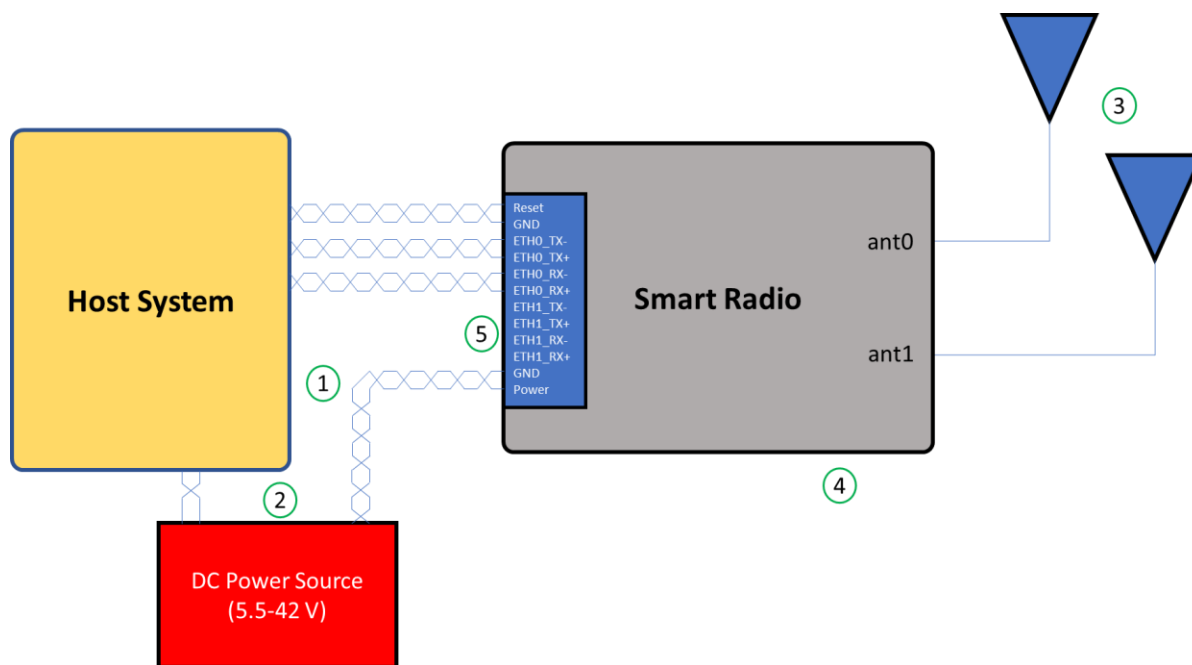 3
Host System
Reset
GND
ETH0_TX-
ETH0_TX+
ETH0_RX-
ETH0_RX+
ETH1_TX-
ETH1_TX+
ETH1_RX-
ETH1_RX+
GND
Power
5
Smart Radio
ant0
ant1
1
2
4
DC Power Source
(5.5-42 V)